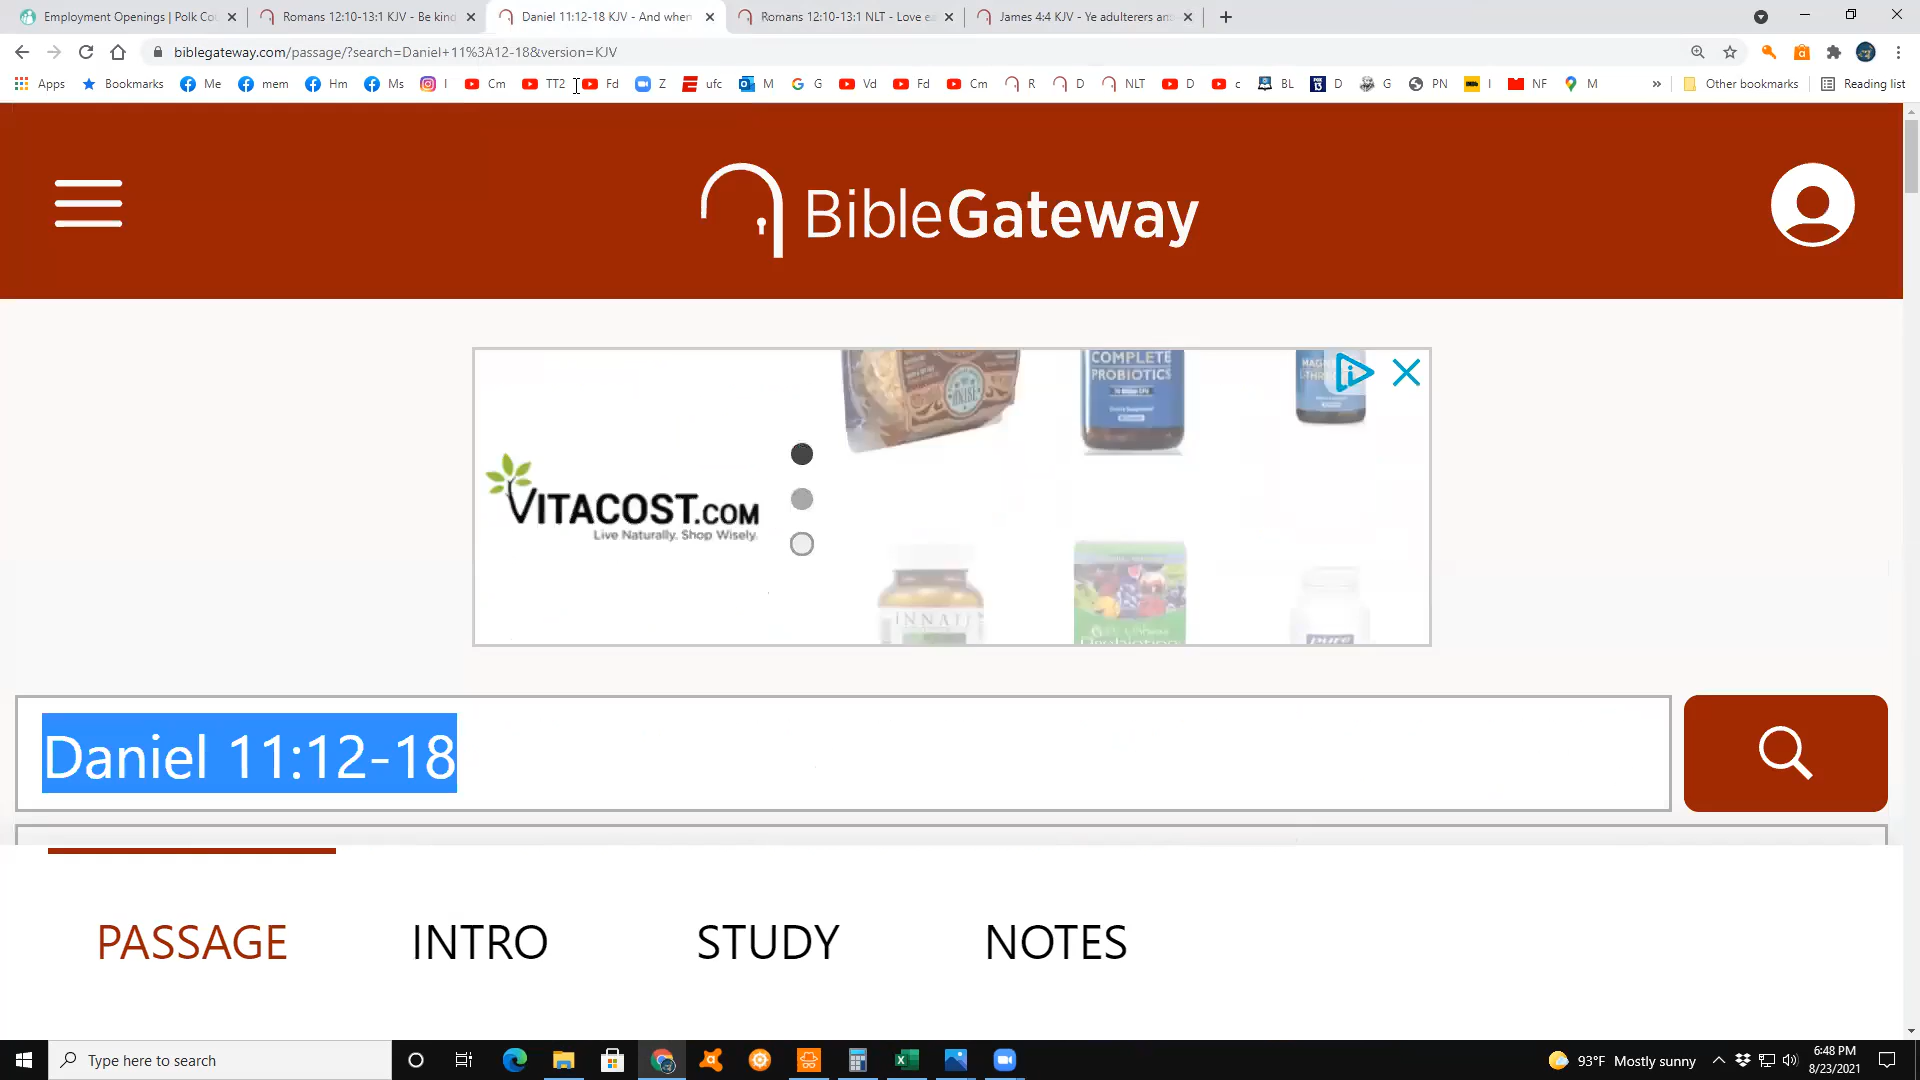 Employment Openings | Polk Co
Romans 12:10-13:1 KJV - Be kind
Daniel 11:12-18 KJV - And when
Romans 12:10-13:1 NLT - Love ea
James 4:4 KJV - Ye adulterers an
biblegateway.com/passage/?search=Daniel+11%3A12-18&version=KJV
Apps Bookmarks Me mem Hm Ms I Cm TT2 Fd Z ufc M G Vd Fd Cm R D NLT D c BL D G PN I NF M » Other bookmarks Reading list
BibleGateway
COMPLETE
PROBIOTICS
VITACOST.COM
Live Naturally. Shop Wisely.
INNATE
pure
Daniel 11:12-18
PASSAGE INTRO STUDY NOTES
Type here to search
93°F Mostly sunny
6:48 PM
8/23/2021